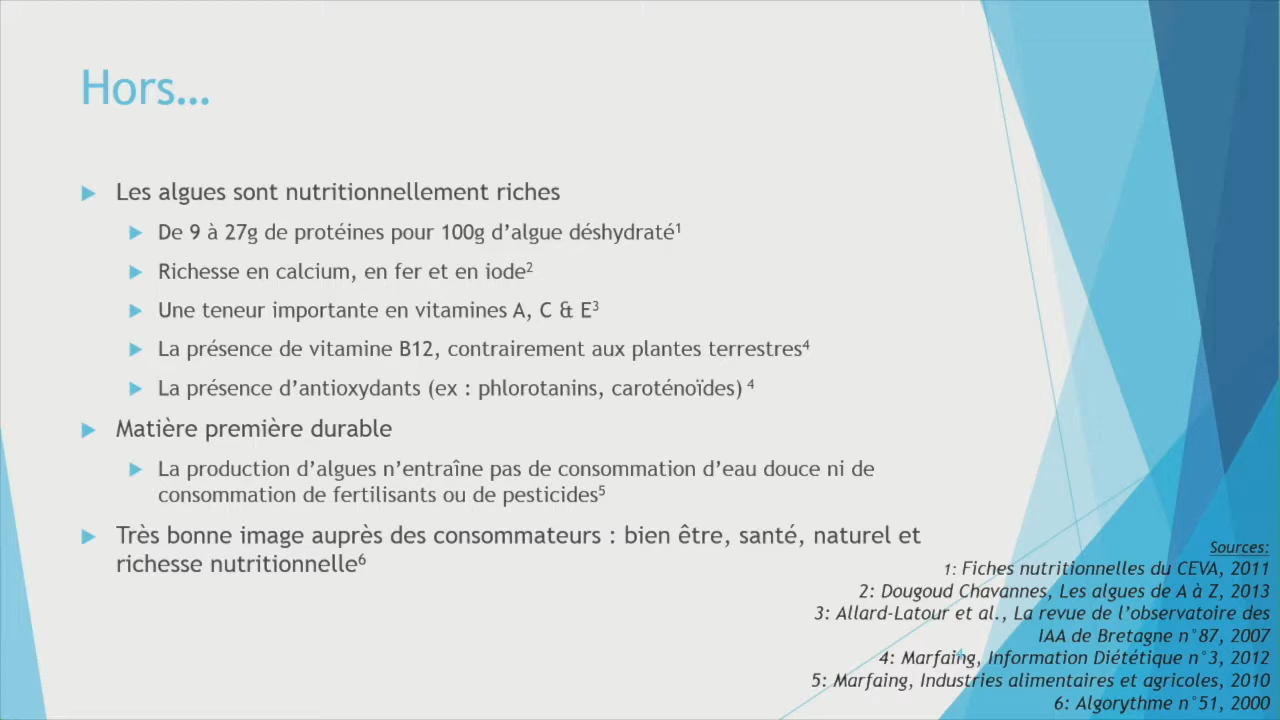 Hors…
Les algues sont nutritionnellement riches
De 9 à 27g de protéines pour 100g d’algue déshydraté¹
Richesse en calcium, en fer et en iode²
Une teneur importante en vitamines A, C & E³
La présence de vitamine B12, contrairement aux plantes terrestres⁴
La présence d’antioxydants (ex : phlorotanins, caroténoïdes) ⁴
Matière première durable
La production d’algues n’entraîne pas de consommation d’eau douce ni de
consommation de fertilisants ou de pesticides⁵
Très bonne image auprès des consommateurs : bien être, santé, naturel et
richesse nutritionnelle⁶
Sources:
1: Fiches nutritionnelles du CEVA, 2011
2: Dougoud Chavannes, Les algues de A à Z, 2013
3: Allard-Latour et al., La revue de l’observatoire des
IAA de Bretagne n°87, 2007
4: Marfaing, Information Diététique n°3, 2012
5: Marfaing, Industries alimentaires et agricoles, 2010
6: Algorythme n°51, 2000